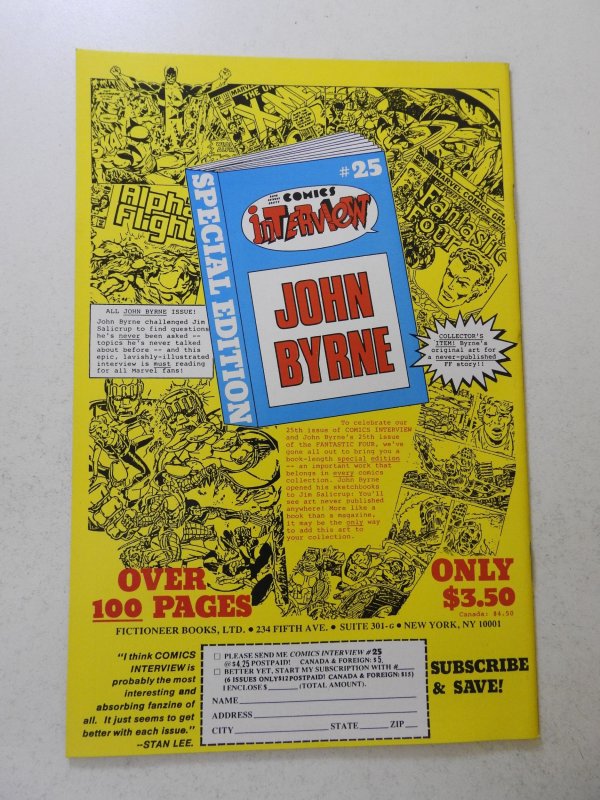 THE UN
X-MEN
MARVEL COMICS GROUP
Alpha
Flight
Fantastic
Four
SPECIAL EDITION
#25
COMICS
INTERVIEW
JOHN
BYRNE
ALL JOHN BYRNE ISSUE!
John Byrne challenged Jim
Salicrup to find questions
he's never been asked --
topics he's never talked
about before -- and this
epic, lavishly-illustrated
interview is must reading
for all Marvel fans!
COLLECTOR'S
ITEM! Byrne's
original art for
a never-published
FF story!!
To celebrate our
25th issue of COMICS INTERVIEW
and John Byrne's 25th issue
of the FANTASTIC FOUR, we've
gone all out to bring you a
book-length special edition
-- an important work that
belongs in every comics
collection. John Byrne
opened his sketchbooks
to Jim Salicrup: You'll
see art never published
anywhere! More like a
book than a magazine,
it may be the only way
to add this art to
your collection.
OVER
100 PAGES
ONLY
$3.50
Canada: $4.50
FICTIONEER BOOKS, LTD. • 234 FIFTH AVE. • SUITE 301-G • NEW YORK, NY 10001
"I think COMICS
INTERVIEW is
probably the most
interesting and
absorbing fanzine of
all. It just seems to get
better with each issue."
--STAN LEE.
PLEASE SEND ME COMICS INTERVIEW #25
@ $4.25 POSTPAID! CANADA & FOREIGN: $5.
BETTER YET, START MY SUBSCRIPTION WITH #
(6 ISSUES ONLY $12 POSTPAID! CANADA & FOREIGN: $15)
I ENCLOSE $ (TOTAL AMOUNT).
NAME
ADDRESS
CITY STATE ZIP
SUBSCRIBE
& SAVE!